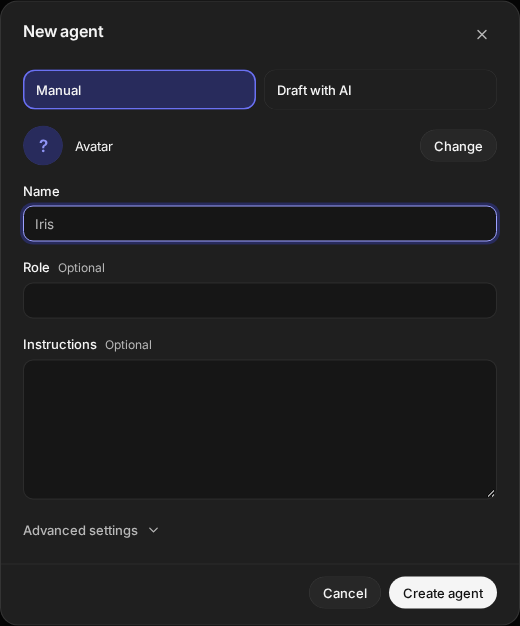 New agent
Manual
Draft with AI
?
Avatar
Change
Name
Iris
Role Optional
Instructions Optional
Advanced settings
Cancel
Create agent